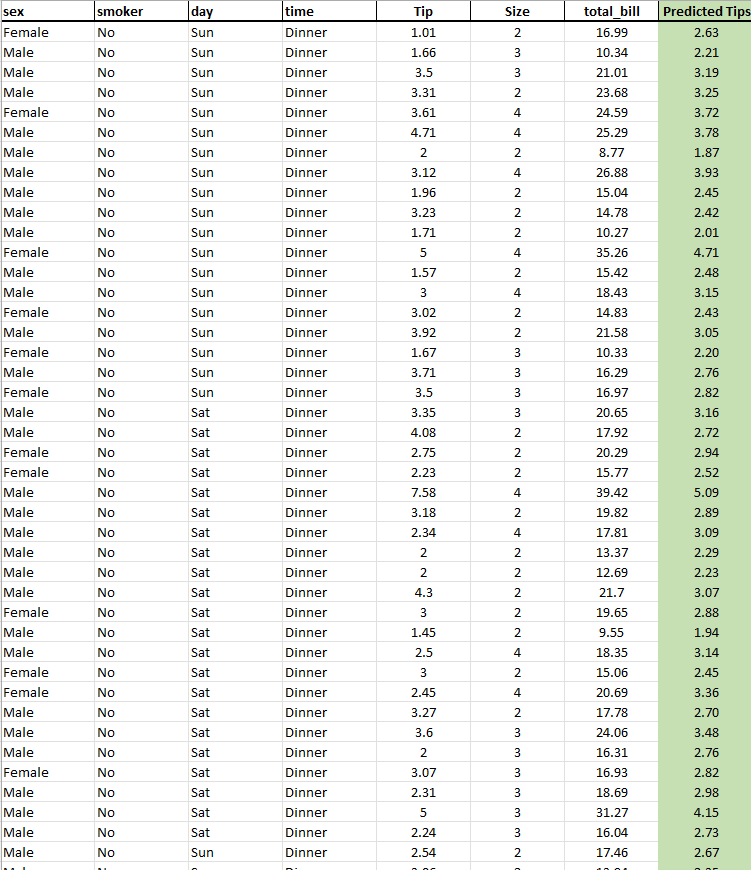 sex smoker day time Tip Size total_bill Predicted Tips
Female No Sun Dinner 1.01 2 16.99 2.63
Male No Sun Dinner 1.66 3 10.34 2.21
Male No Sun Dinner 3.5 3 21.01 3.19
Male No Sun Dinner 3.31 2 23.68 3.25
Female No Sun Dinner 3.61 4 24.59 3.72
Male No Sun Dinner 4.71 4 25.29 3.78
Male No Sun Dinner 2 2 8.77 1.87
Male No Sun Dinner 3.12 4 26.88 3.93
Male No Sun Dinner 1.96 2 15.04 2.45
Male No Sun Dinner 3.23 2 14.78 2.42
Male No Sun Dinner 1.71 2 10.27 2.01
Female No Sun Dinner 5 4 35.26 4.71
Male No Sun Dinner 1.57 2 15.42 2.48
Male No Sun Dinner 3 4 18.43 3.15
Female No Sun Dinner 3.02 2 14.83 2.43
Male No Sun Dinner 3.92 2 21.58 3.05
Female No Sun Dinner 1.67 3 10.33 2.20
Male No Sun Dinner 3.71 3 16.29 2.76
Female No Sun Dinner 3.5 3 16.97 2.82
Male No Sat Dinner 3.35 3 20.65 3.16
Male No Sat Dinner 4.08 2 17.92 2.72
Female No Sat Dinner 2.75 2 20.29 2.94
Female No Sat Dinner 2.23 2 15.77 2.52
Male No Sat Dinner 7.58 4 39.42 5.09
Male No Sat Dinner 3.18 2 19.82 2.89
Male No Sat Dinner 2.34 4 17.81 3.09
Male No Sat Dinner 2 2 13.37 2.29
Male No Sat Dinner 2 2 12.69 2.23
Male No Sat Dinner 4.3 2 21.7 3.07
Female No Sat Dinner 3 2 19.65 2.88
Male No Sat Dinner 1.45 2 9.55 1.94
Male No Sat Dinner 2.5 4 18.35 3.14
Female No Sat Dinner 3 2 15.06 2.45
Female No Sat Dinner 2.45 4 20.69 3.36
Male No Sat Dinner 3.27 2 17.78 2.70
Male No Sat Dinner 3.6 3 24.06 3.48
Male No Sat Dinner 2 3 16.31 2.76
Female No Sat Dinner 3.07 3 16.93 2.82
Male No Sat Dinner 2.31 3 18.69 2.98
Male No Sat Dinner 5 3 31.27 4.15
Male No Sat Dinner 2.24 3 16.04 2.73
Male No Sun Dinner 2.54 2 17.46 2.67